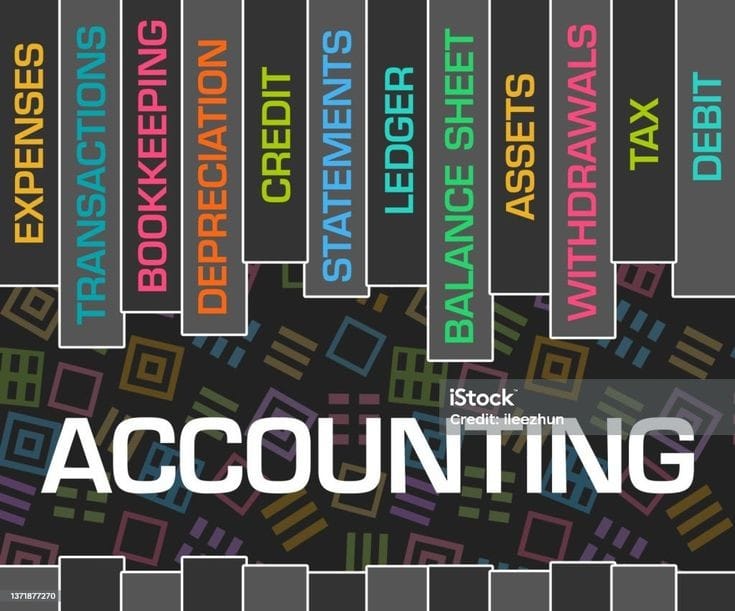 EXPENSES
TRANSACTIONS
BOOKKEEPING
DEPRECIATION
CREDIT
STATEMENTS
LEDGER
BALANCE SHEET
ASSETS
WITHDRAWALS
TAX
DEBIT
iStock
Credit: ileezhun
ACCOUNTING
1371877270